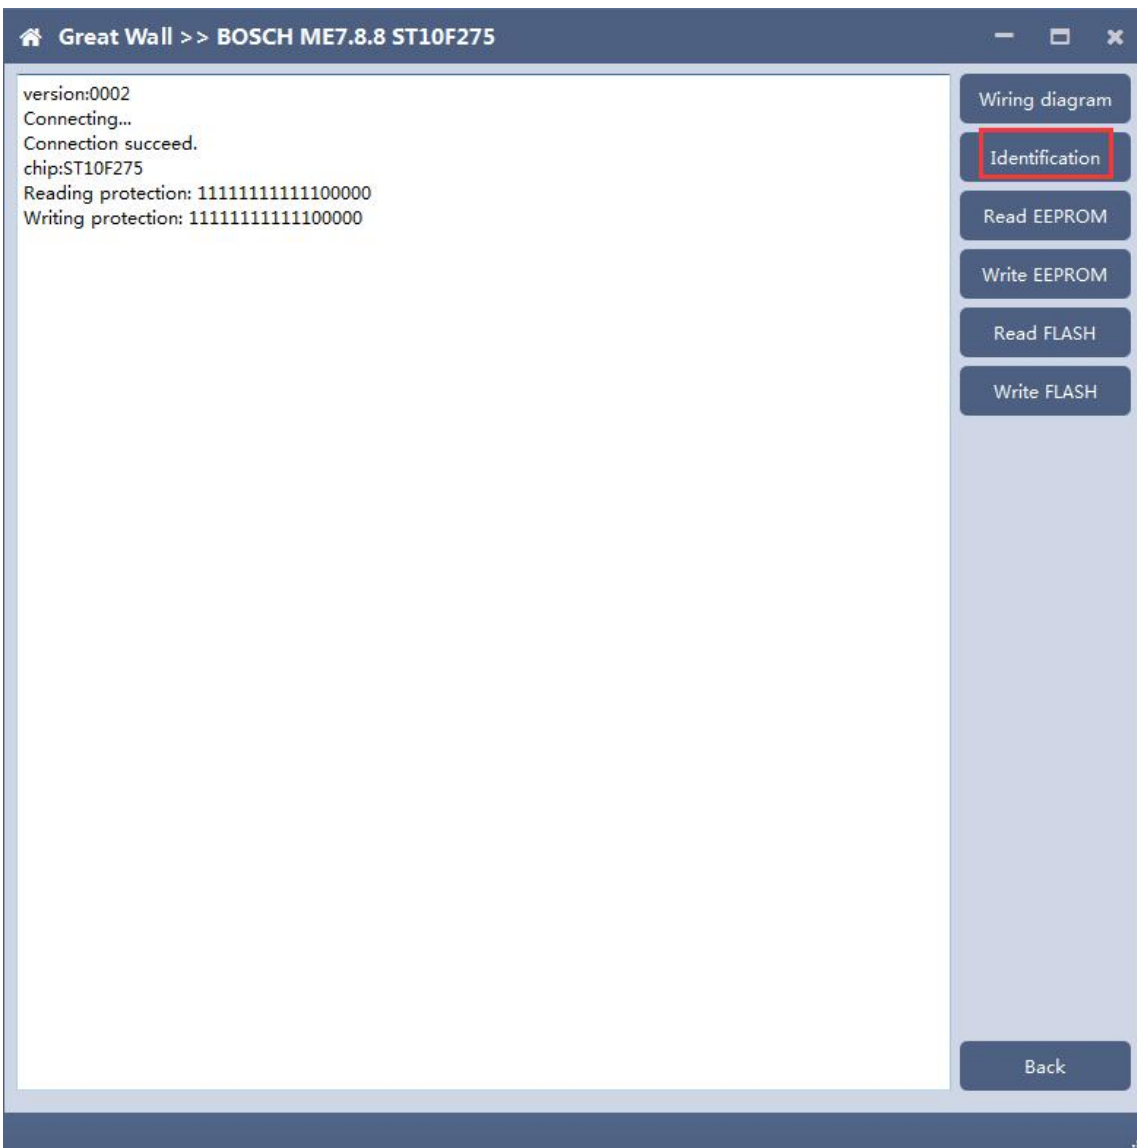 Great Wall >> BOSCH ME7.8.8 ST10F275
version:0002
Connecting...
Connection succeed.
chip:ST10F275
Reading protection: 11111111111100000
Writing protection: 11111111111100000
Wiring diagram
Identification
Read EEPROM
Write EEPROM
Read FLASH
Write FLASH
Back